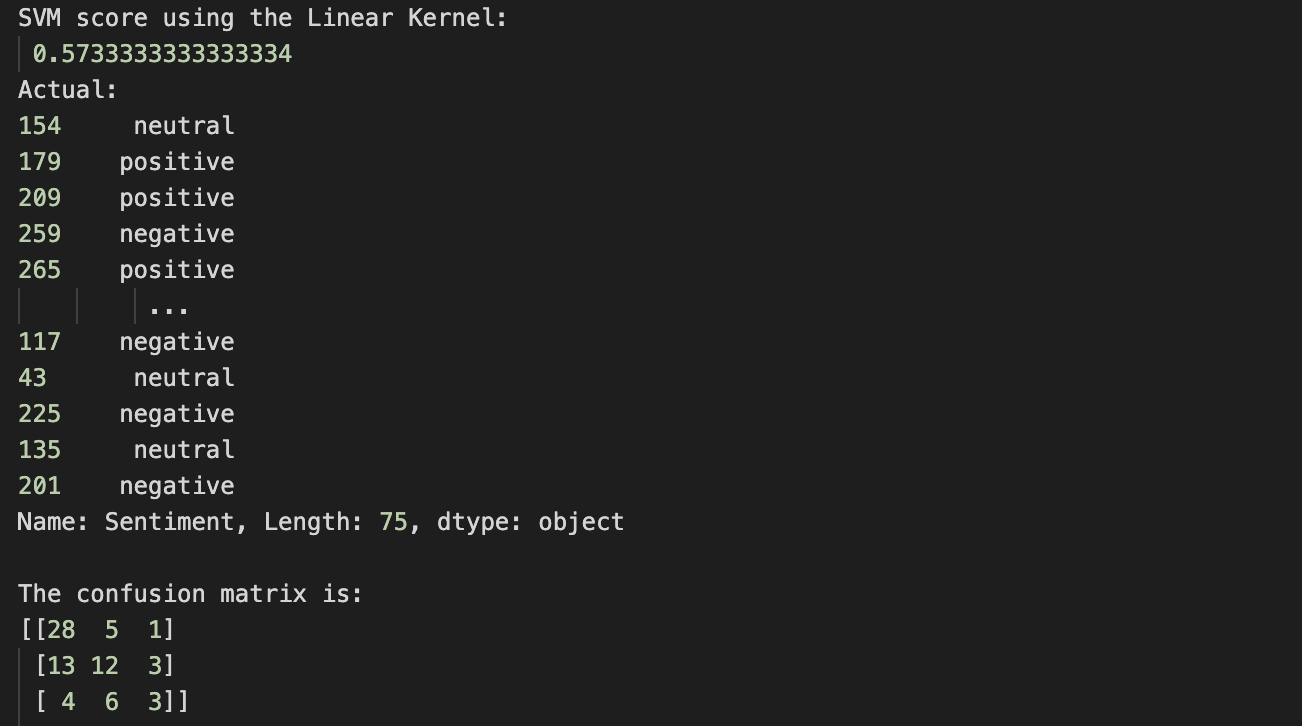 SVM score using the Linear Kernel:
0.5733333333333334
Actual:
154     neutral
179    positive
209    positive
259    negative
265    positive
...
117    negative
43      neutral
225    negative
135     neutral
201    negative
Name: Sentiment, Length: 75, dtype: object
The confusion matrix is:
[[28  5  1]
[13 12  3]
[ 4  6  3]]